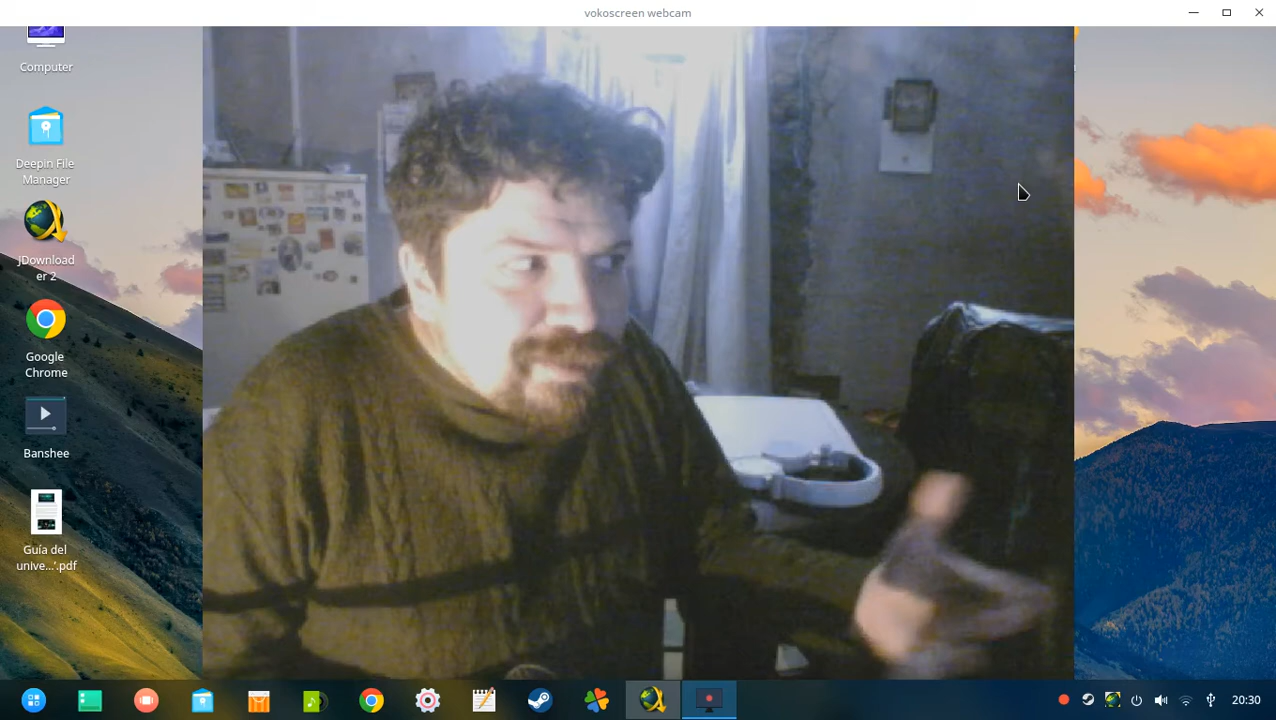 vokoscreen webcam
Computer
Deepin File
Manager
JDownload
er 2
Google
Chrome
Banshee
Guía del
unive...'.pdf
20:30